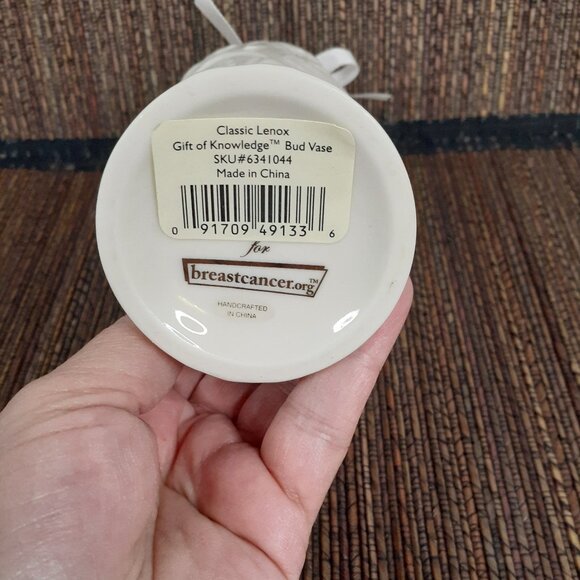 Classic Lenox
Gift of Knowledge™ Bud Vase
SKU#6341044
Made in China
0 91709 49133 6
for
breastcancer.org™
HANDCRAFTED
IN CHINA